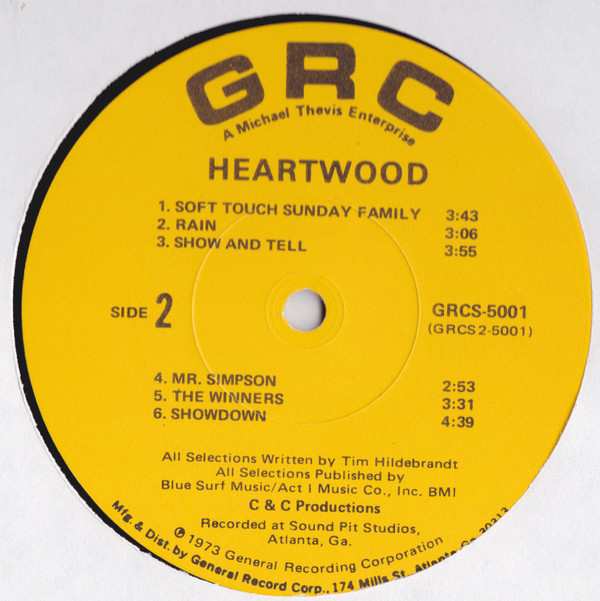 GRC
A Michael Thevis Enterprise
HEARTWOOD
1. SOFT TOUCH SUNDAY FAMILY 3:43
2. RAIN 3:06
3. SHOW AND TELL 3:55
SIDE 2
GRCS-5001
(GRCS2-5001)
4. MR. SIMPSON 2:53
5. THE WINNERS 3:31
6. SHOWDOWN 4:39
All Selections Written by Tim Hildebrandt
All Selections Published by
Blue Surf Music/Act I Music Co., Inc. BMI
C & C Productions
Recorded at Sound Pit Studios,
Atlanta, Ga.
℗ 1973 General Recording Corporation
Mfg. & Dist. by General Record Corp., 174 Mills St. Atlanta Ga